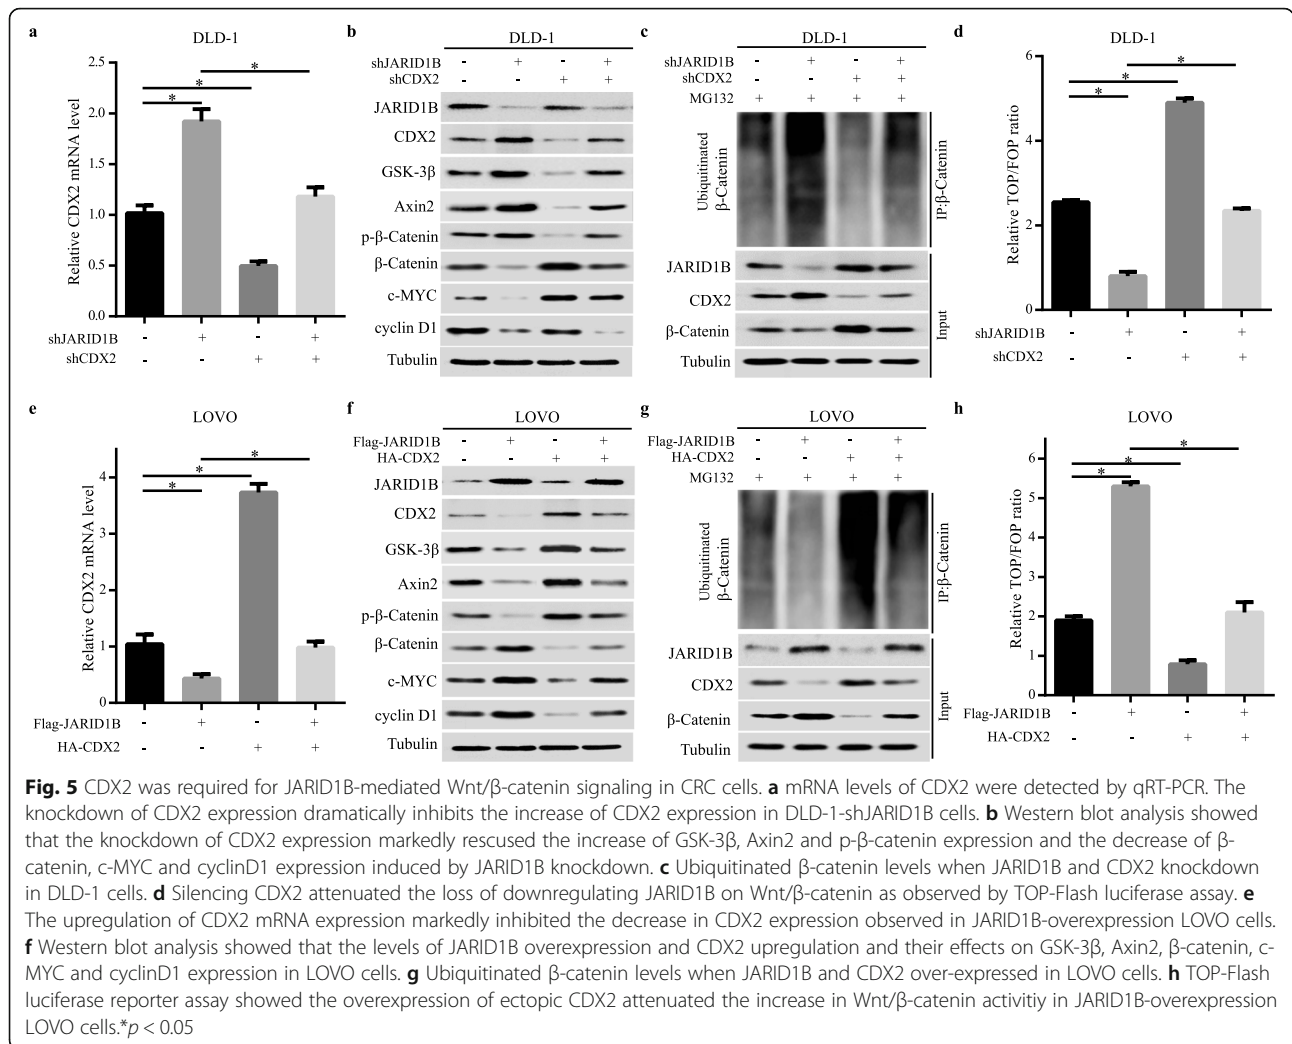 a
DLD-1
Relative CDX2 mRNA level
2.5
2.0
1.5
1.0
0.5
0.0
* * *
shJARID1B - + - +
shCDX2 - - + +
b
DLD-1
shJARID1B - + - +
shCDX2 - - + +
JARID1B
CDX2
GSK-3β
Axin2
p-β-Catenin
β-Catenin
c-MYC
cyclin D1
Tubulin
c
DLD-1
shJARID1B - + - +
shCDX2 - - + +
MG132 + + + +
Ubiquitinated
β-Catenin
IP:β-Catenin
JARID1B
CDX2
β-Catenin
Tubulin
Input
d
DLD-1
Relative TOP/FOP ratio
6
4
2
0
* * *
shJARID1B - + - +
shCDX2 - - + +
e
LOVO
Relative CDX2 mRNA level
4
3
2
1
0
* * *
Flag-JARID1B - + - +
HA-CDX2 - - + +
f
LOVO
Flag-JARID1B - + - +
HA-CDX2 - - + +
JARID1B
CDX2
GSK-3β
Axin2
p-β-Catenin
β-Catenin
c-MYC
cyclin D1
Tubulin
g
LOVO
Flag-JARID1B - + - +
HA-CDX2 - - + +
MG132 + + + +
Ubiquitinated
β-Catenin
IP:β-Catenin
JARID1B
CDX2
β-Catenin
Tubulin
Input
h
LOVO
Relative TOP/FOP ratio
6
5
4
3
2
1
0
* * *
Flag-JARID1B - + - +
HA-CDX2 - - + +
Fig. 5 CDX2 was required for JARID1B-mediated Wnt/β-catenin signaling in CRC cells. a mRNA levels of CDX2 were detected by qRT-PCR. The
knockdown of CDX2 expression dramatically inhibits the increase of CDX2 expression in DLD-1-shJARID1B cells. b Western blot analysis showed
that the knockdown of CDX2 expression markedly rescused the increase of GSK-3β, Axin2 and p-β-catenin expression and the decrease of β-
catenin, c-MYC and cyclinD1 expression induced by JARID1B knockdown. c Ubiquitinated β-catenin levels when JARID1B and CDX2 knockdown
in DLD-1 cells. d Silencing CDX2 attenuated the loss of downregulating JARID1B on Wnt/β-catenin as observed by TOP-Flash luciferase assay. e
The upregulation of CDX2 mRNA expression markedly inhibited the decrease in CDX2 expression observed in JARID1B-overexpression LOVO cells.
f Western blot analysis showed that the levels of JARID1B overexpression and CDX2 upregulation and their effects on GSK-3β, Axin2, β-catenin, c-
MYC and cyclinD1 expression in LOVO cells. g Ubiquitinated β-catenin levels when JARID1B and CDX2 over-expressed in LOVO cells. h TOP-Flash
luciferase reporter assay showed the overexpression of ectopic CDX2 attenuated the increase in Wnt/β-catenin activitiy in JARID1B-overexpression
LOVO cells.*p < 0.05